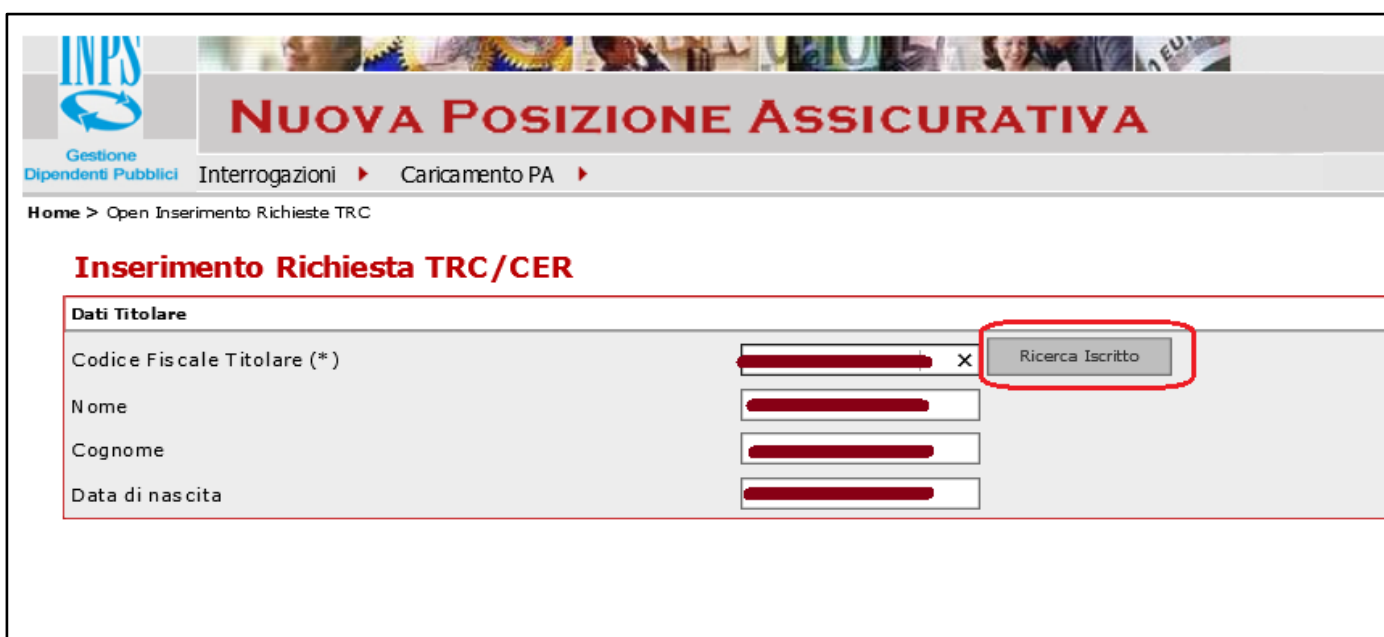 INPS
NUOVA POSIZIONE ASSICURATIVA
Gestione
Dipendenti Pubblici
Interrogazioni Caricamento PA
Home > Open Inserimento Richieste TRC
Inserimento Richiesta TRC/CER
Dati Titolare
Codice Fiscale Titolare (*) × Ricerca Iscritto
Nome
Cognome
Data di nascita